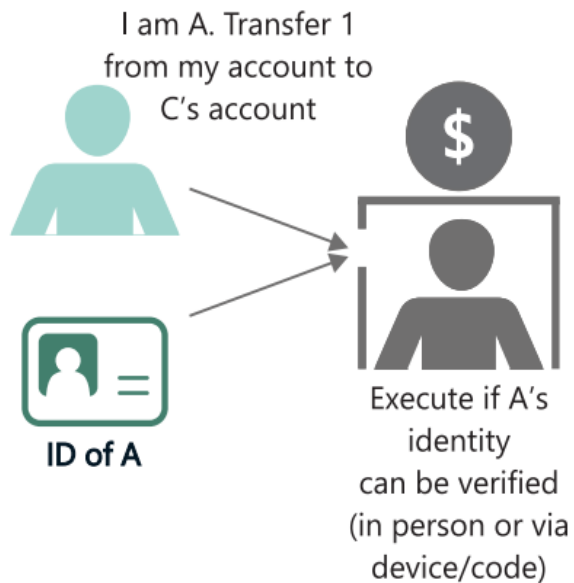 I am A. Transfer 1
from my account to
C’s account
$
ID of A
Execute if A’s
identity
can be verified
(in person or via
device/code)